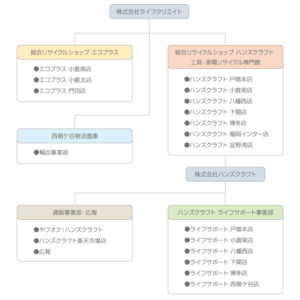 株式会社ライフクリエイト
総合リサイクルショップ エコプラス
●エコプラス 小倉南店
●エコプラス 小倉北店
●エコプラス 門司店
総合リサイクルショップ ハンズクラフト
工具・家電リサイクル専門館
●ハンズクラフト 戸畑本店
●ハンズクラフト 小倉南店
●ハンズクラフト 八幡西店
●ハンズクラフト 下関店
●ハンズクラフト 博多店
●ハンズクラフト 福岡インター店
●ハンズクラフト 宜野湾店
西葛ケ谷物流倉庫
●輸出事業部
株式会社ハンズクラフト
通販事業部・広報
●ヤフオク!ハンズクラフト
●ハンズクラフト楽天市場店
●広報
ハンズクラフト ライフサポート事業部
●ライフサポート 戸畑本店
●ライフサポート 小倉南店
●ライフサポート 八幡西店
●ライフサポート 下関店
●ライフサポート 博多店
●ライフサポート 西葛ケ谷店